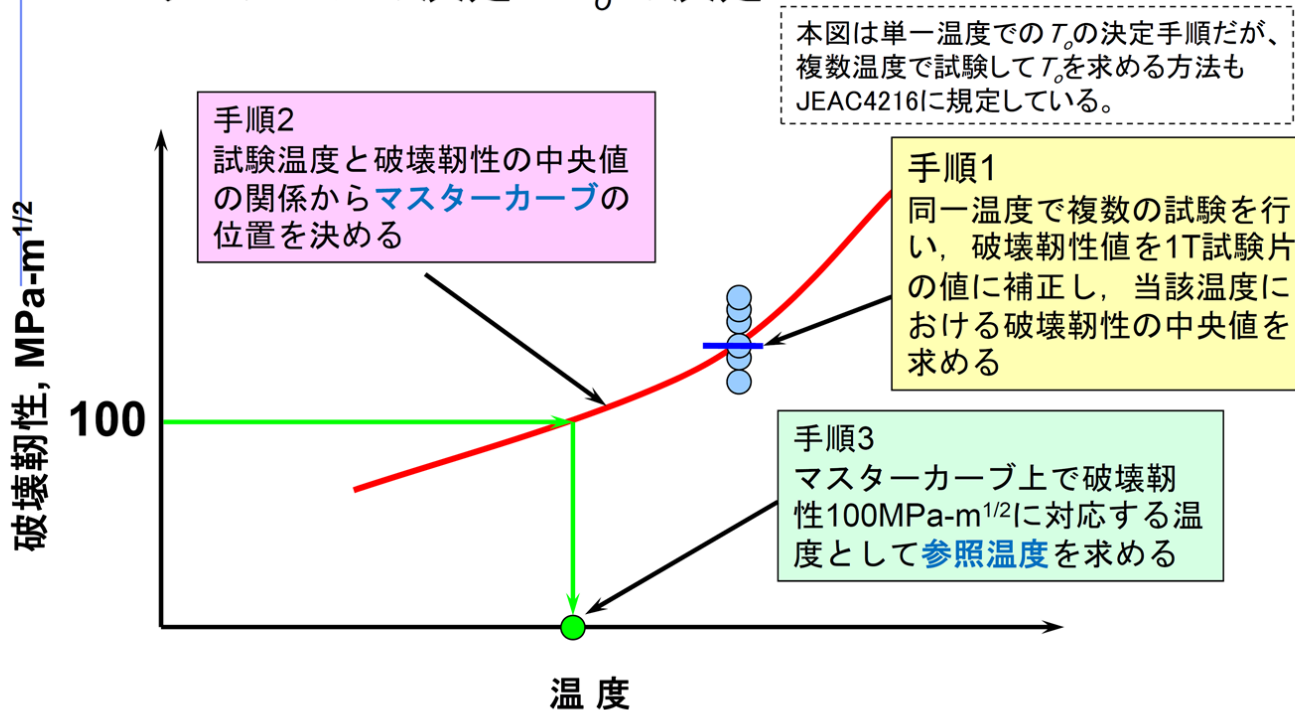 本図は単一温度でのToの決定手順だが、
複数温度で試験してToを求める方法も
JEAC4216に規定している。
手順2
試験温度と破壊靭性の中央値
の関係からマスターカーブの
位置を決める
手順1
同一温度で複数の試験を行
い，破壊靭性値を1T試験片
の値に補正し，当該温度に
おける破壊靭性の中央値を
求める
破壊靭性, MPa-m1/2
100
手順3
マスターカーブ上で破壊靭
性100MPa-m1/2に対応する温
度として参照温度を求める
温 度